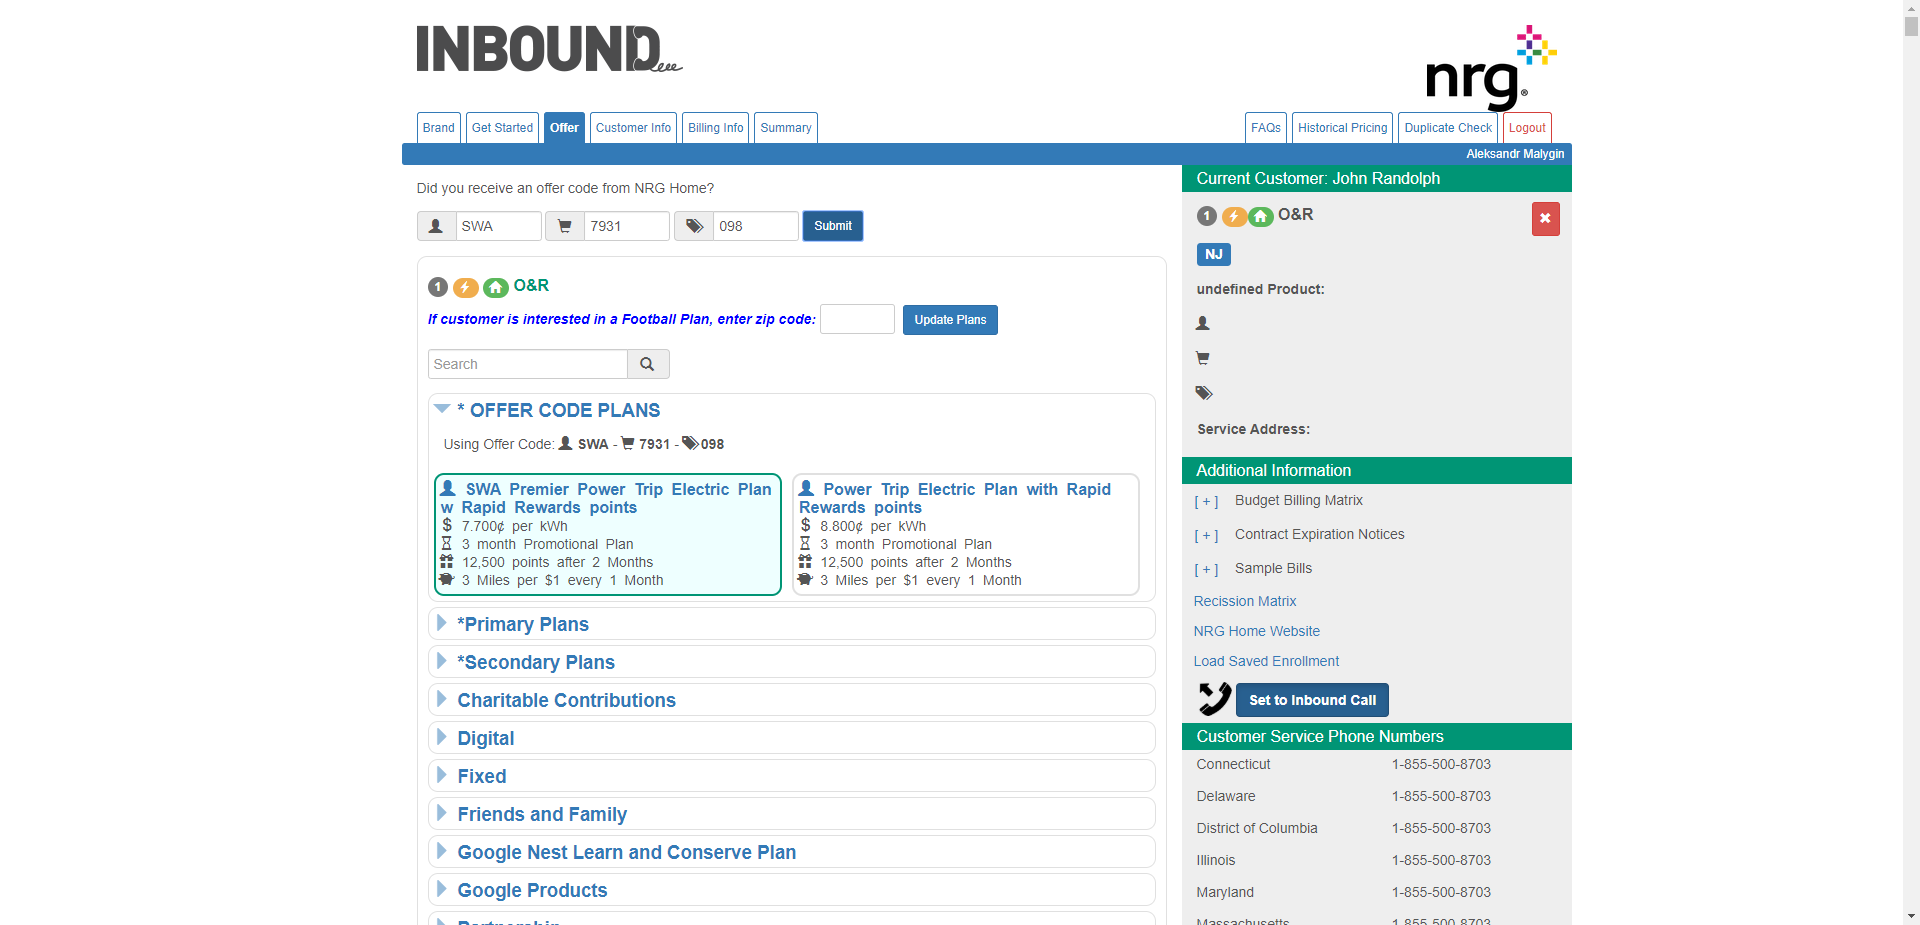 INBOUND
nrg®
Brand
Get Started
Offer
Customer Info
Billing Info
Summary
FAQs
Historical Pricing
Duplicate Check
Logout
Aleksandr Malygin
Did you receive an offer code from NRG Home?
SWA
7931
098
Submit
1 O&R
If customer is interested in a Football Plan, enter zip code:
Update Plans
Search
* OFFER CODE PLANS
Using Offer Code: SWA - 7931 - 098
SWA Premier Power Trip Electric Plan
w Rapid Rewards points
$ 7.700¢ per kWh
3 month Promotional Plan
12,500 points after 2 Months
3 Miles per $1 every 1 Month
Power Trip Electric Plan with Rapid
Rewards points
$ 8.800¢ per kWh
3 month Promotional Plan
12,500 points after 2 Months
3 Miles per $1 every 1 Month
*Primary Plans
*Secondary Plans
Charitable Contributions
Digital
Fixed
Friends and Family
Google Nest Learn and Conserve Plan
Google Products
Partnership
Current Customer: John Randolph
1 O&R
NJ
undefined Product:
Service Address:
Additional Information
[ + ] Budget Billing Matrix
[ + ] Contract Expiration Notices
[ + ] Sample Bills
Recission Matrix
NRG Home Website
Load Saved Enrollment
Set to Inbound Call
Customer Service Phone Numbers
Connecticut 1-855-500-8703
Delaware 1-855-500-8703
District of Columbia 1-855-500-8703
Illinois 1-855-500-8703
Maryland 1-855-500-8703
Massachusetts 1-855-500-8703